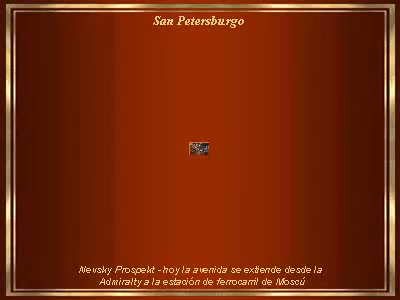 San Petersburgo
Nevsky Prospekt - hoy la avenida se extiende desde la
Admiralty a la estación de ferrocarril de Moscú